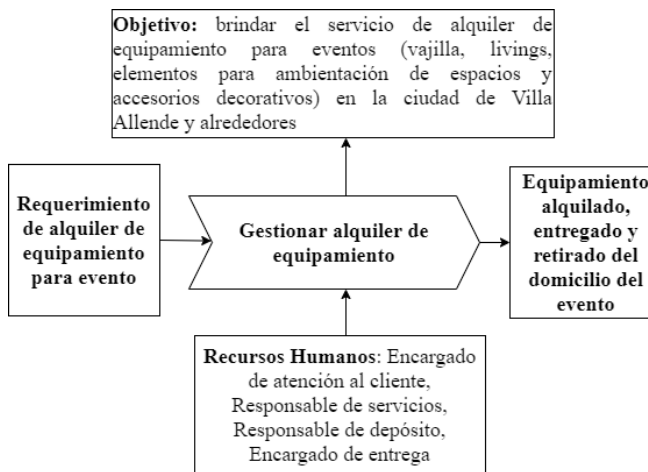 Objetivo: brindar el servicio de alquiler de
equipamiento para eventos (vajilla, livings,
elementos para ambientación de espacios y
accesorios decorativos) en la ciudad de Villa
Allende y alrededores
Requerimiento
de alquiler de
equipamiento
para evento
Gestionar alquiler de
equipamiento
Equipamiento
alquilado,
entregado y
retirado del
domicilio del
evento
Recursos Humanos: Encargado
de atención al cliente,
Responsable de servicios,
Responsable de depósito,
Encargado de entrega